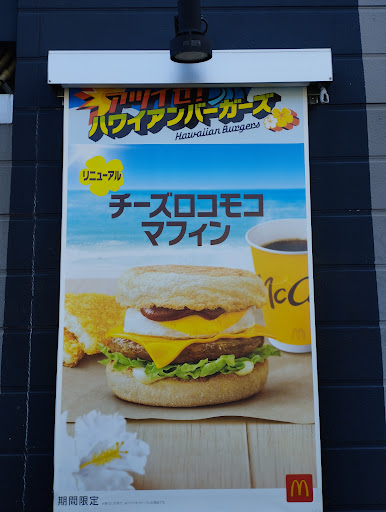 アツイゼ!
ハワイアンバーガーズ
Hawaiian Burgers
リニューアル
チーズロコモコ
マフィン
McC
期間限定